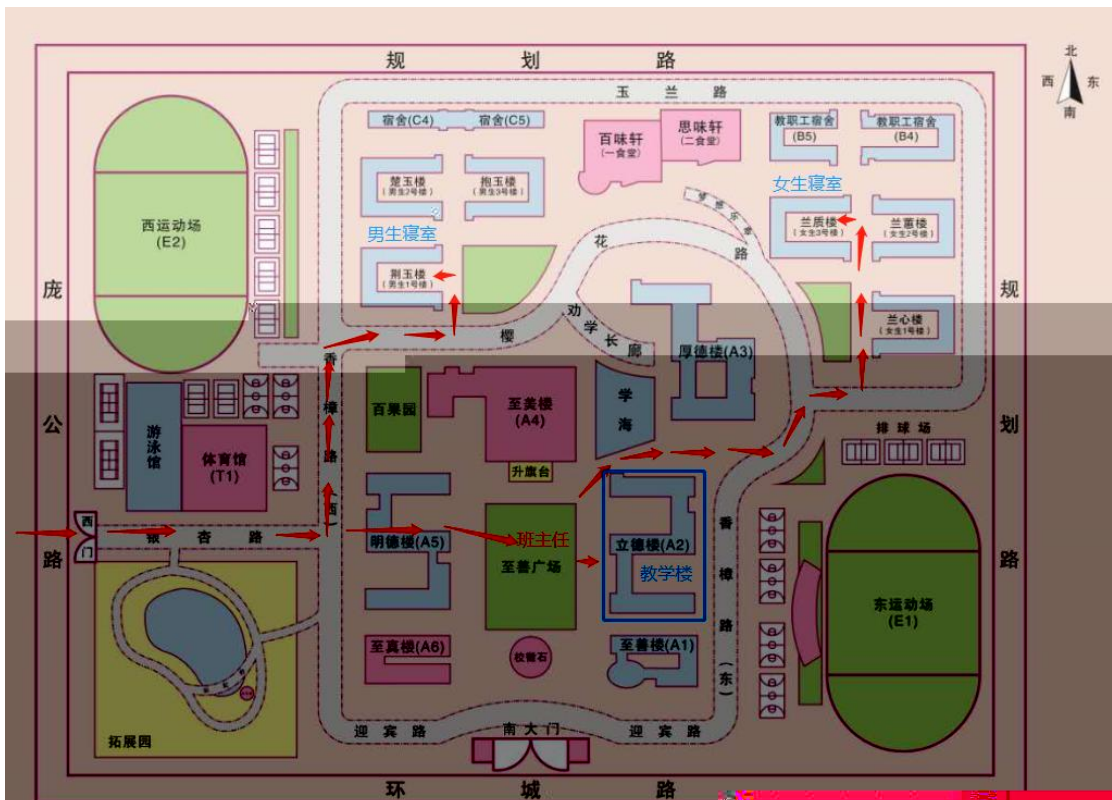 规划路
北
西 东
南
玉兰路
宿舍(C4) 宿舍(C5)
百味轩
(一食堂)
思味轩
(二食堂)
教职工宿舍
(B5)
教职工宿舍
(B4)
楚玉楼
(男生2号楼)
抱玉楼
(男生3号楼)
女生寝室
兰质楼
(女生3号楼)
兰蕙楼
(女生2号楼)
西运动场
(E2)
男生寝室
荆玉楼
(男生1号楼)
樱花路
劝学长廊
兰心楼
(女生1号楼)
庞公路
规划路
厚德楼(A3)
学海
百果园
至美楼
(A4)
升旗台
排球场
游泳馆
体育馆
(T1)
香樟路(西)
西门
银杏路
明德楼(A5)
班主任
至善广场
立德楼(A2)
教学楼
香樟路(东)
东运动场
(E1)
至真楼(A6)
校徽石
至善楼(A1)
拓展园
迎宾路
南大门
迎宾路
环城路